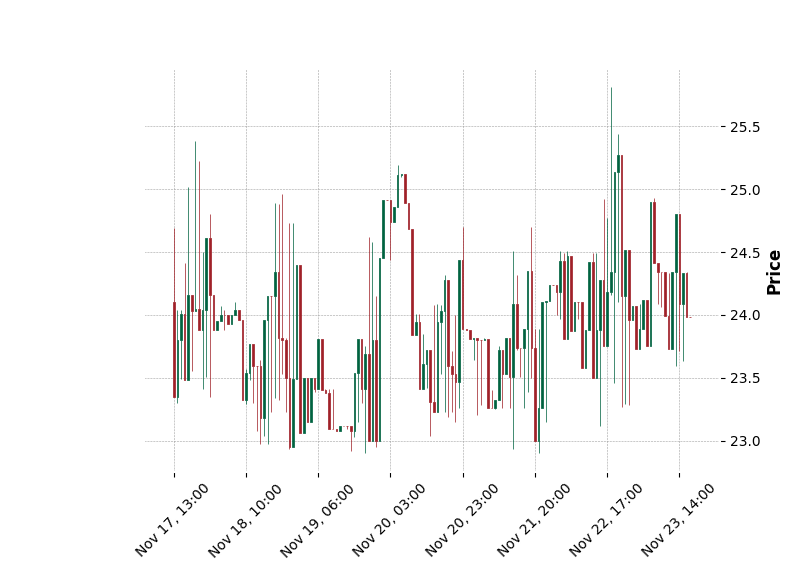 25.5
25.0
24.5
24.0
23.5
23.0
Price
Nov 17, 13:00
Nov 18, 10:00
Nov 19, 06:00
Nov 20, 03:00
Nov 20, 23:00
Nov 21, 20:00
Nov 22, 17:00
Nov 23, 14:00